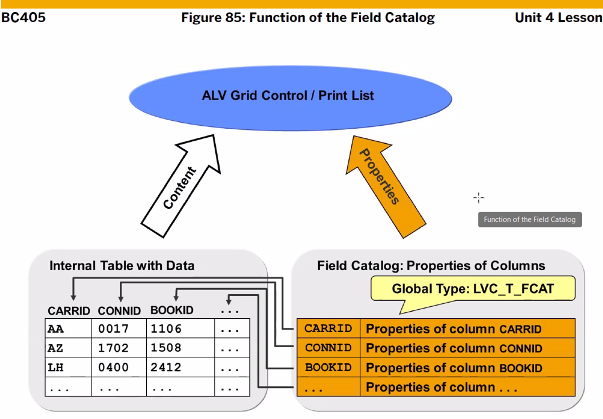 BC405 Figure 85: Function of the Field Catalog Unit 4 Lesson
ALV Grid Control / Print List
Content
Properties
Function of the Field Catalog
Internal Table with Data
CARRID CONNID BOOKID ...
AA 0017 1106 ...
AZ 1702 1508 ...
LH 0400 2412 ...
... ... ... ...
Field Catalog: Properties of Columns
Global Type: LVC_T_FCAT
CARRID Properties of column CARRID
CONNID Properties of column CONNID
BOOKID Properties of column BOOKID
... Properties of column . . .